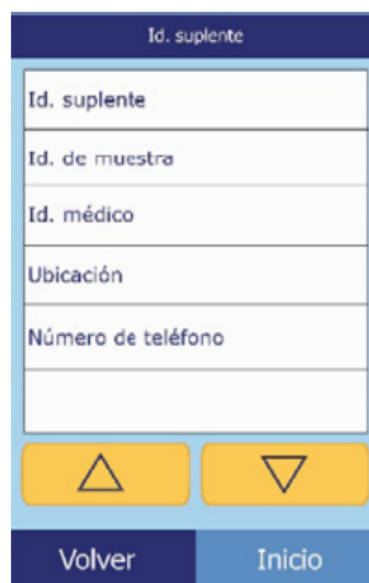 Id. suplente
Id. suplente
Id. de muestra
Id. médico
Ubicación
Número de teléfono
Volver Inicio